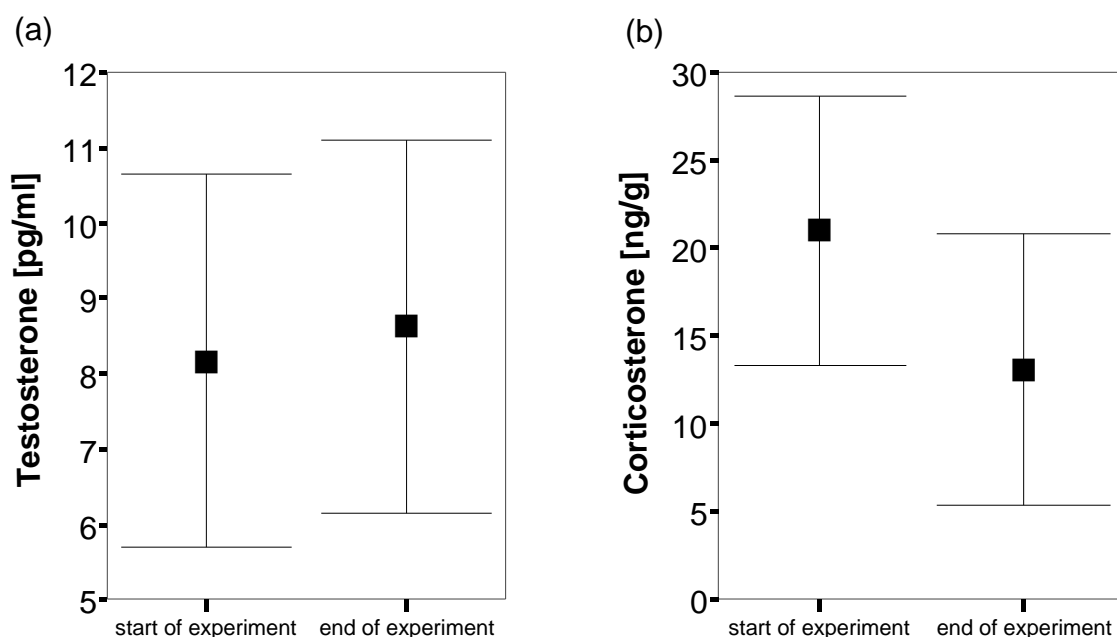 (a)
Testosterone [pg/ml]
12
11
10
9
8
7
6
5
start of experiment
end of experiment
(b)
Corticosterone [ng/g]
30
25
20
15
10
5
0
start of experiment
end of experiment